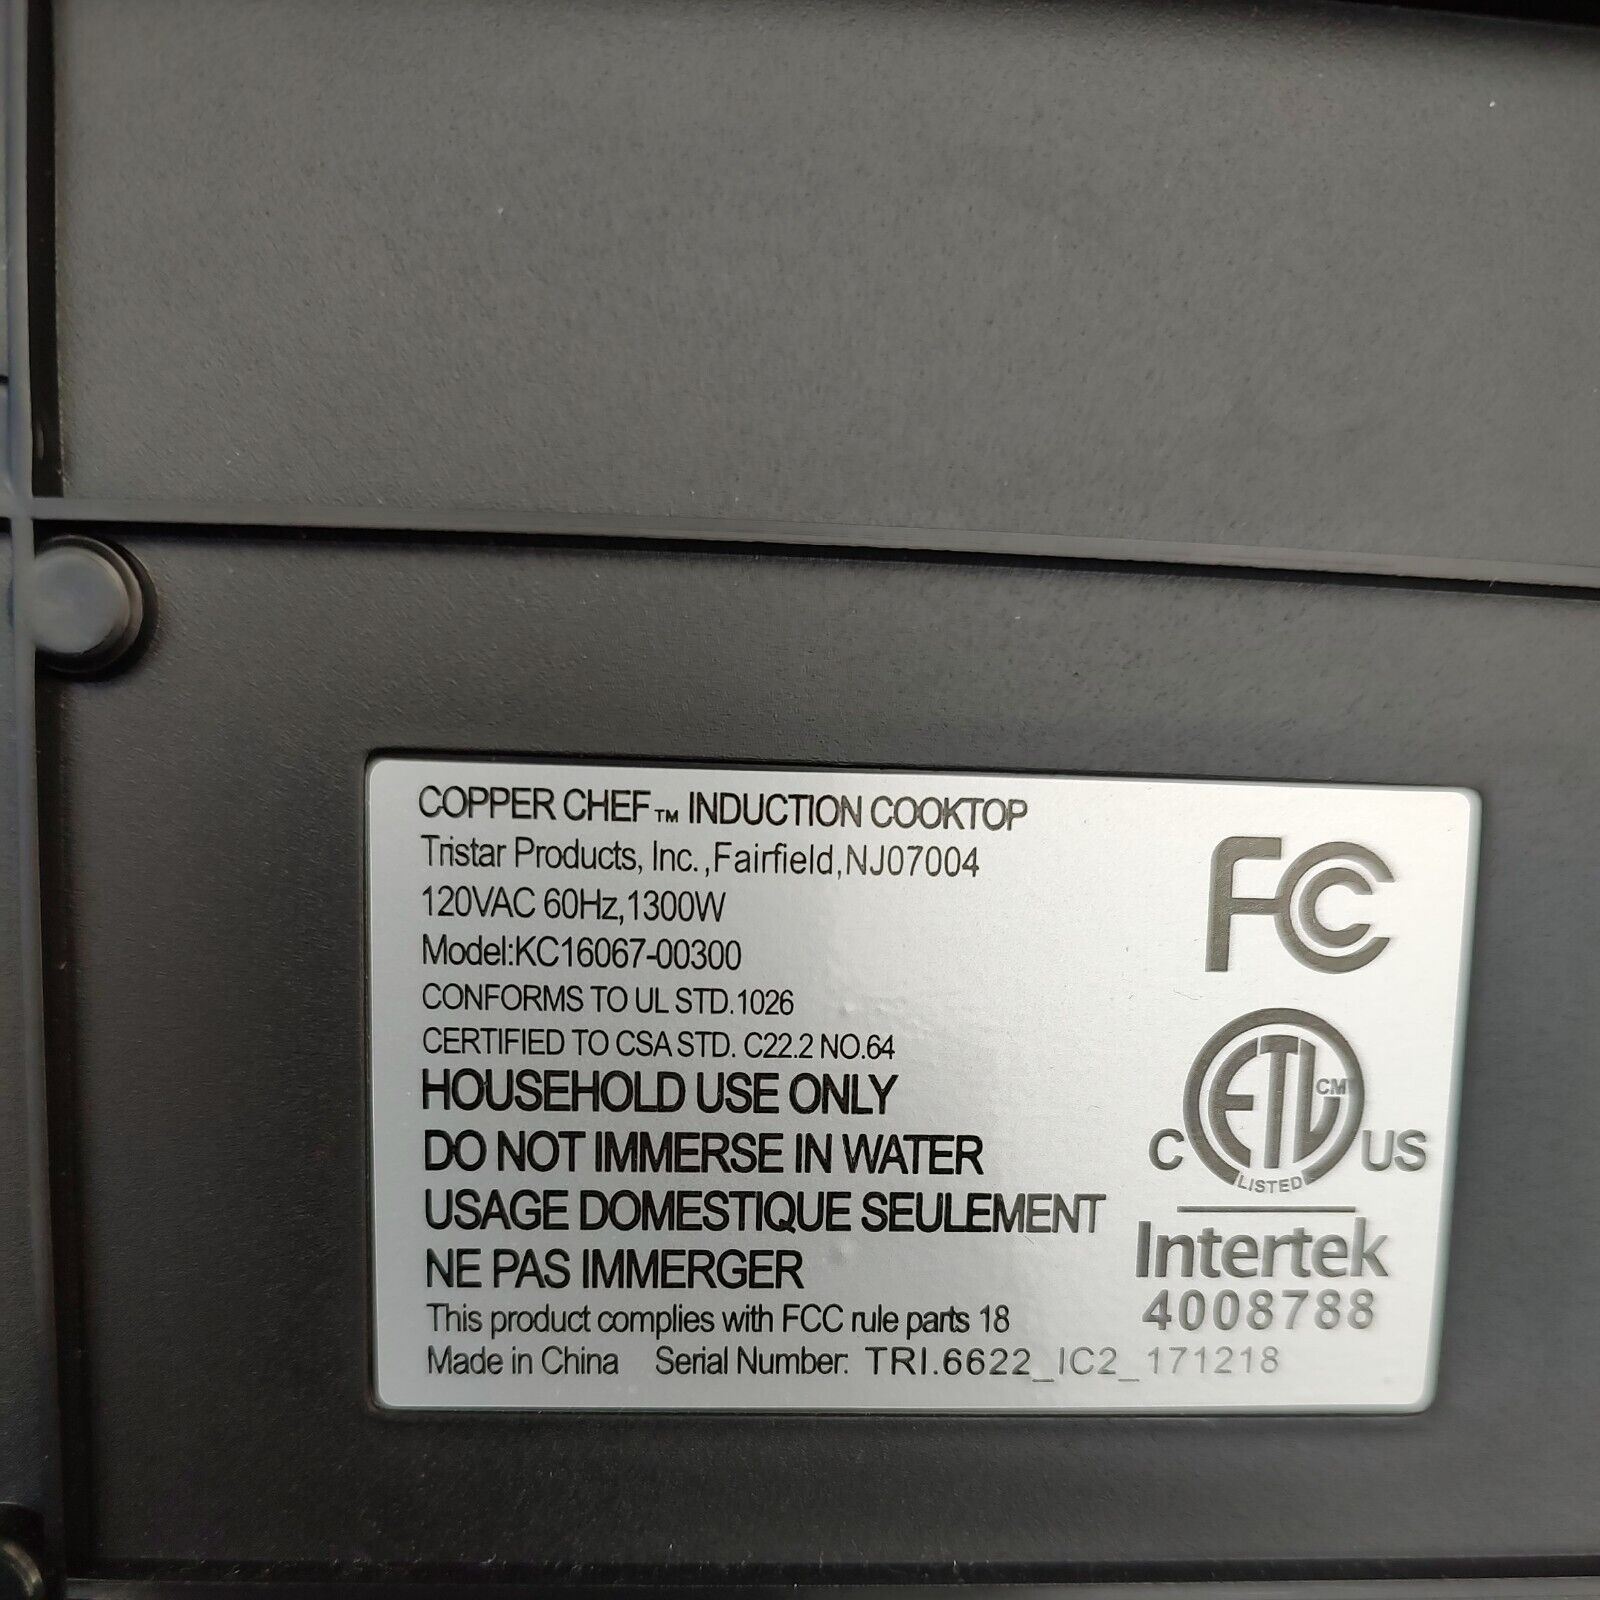 COPPER CHEF™ INDUCTION COOKTOP
Tristar Products, Inc.,Fairfield,NJ07004
120VAC 60Hz,1300W
Model:KC16067-00300
CONFORMS TO UL STD.1026
CERTIFIED TO CSA STD. C22.2 NO.64
HOUSEHOLD USE ONLY
DO NOT IMMERSE IN WATER
USAGE DOMESTIQUE SEULEMENT
NE PAS IMMERGER
This product complies with FCC rule parts 18
Made in China Serial Number: TRI.6622_IC2_171218
FC
ETL CM
C US
LISTED
Intertek
4008788